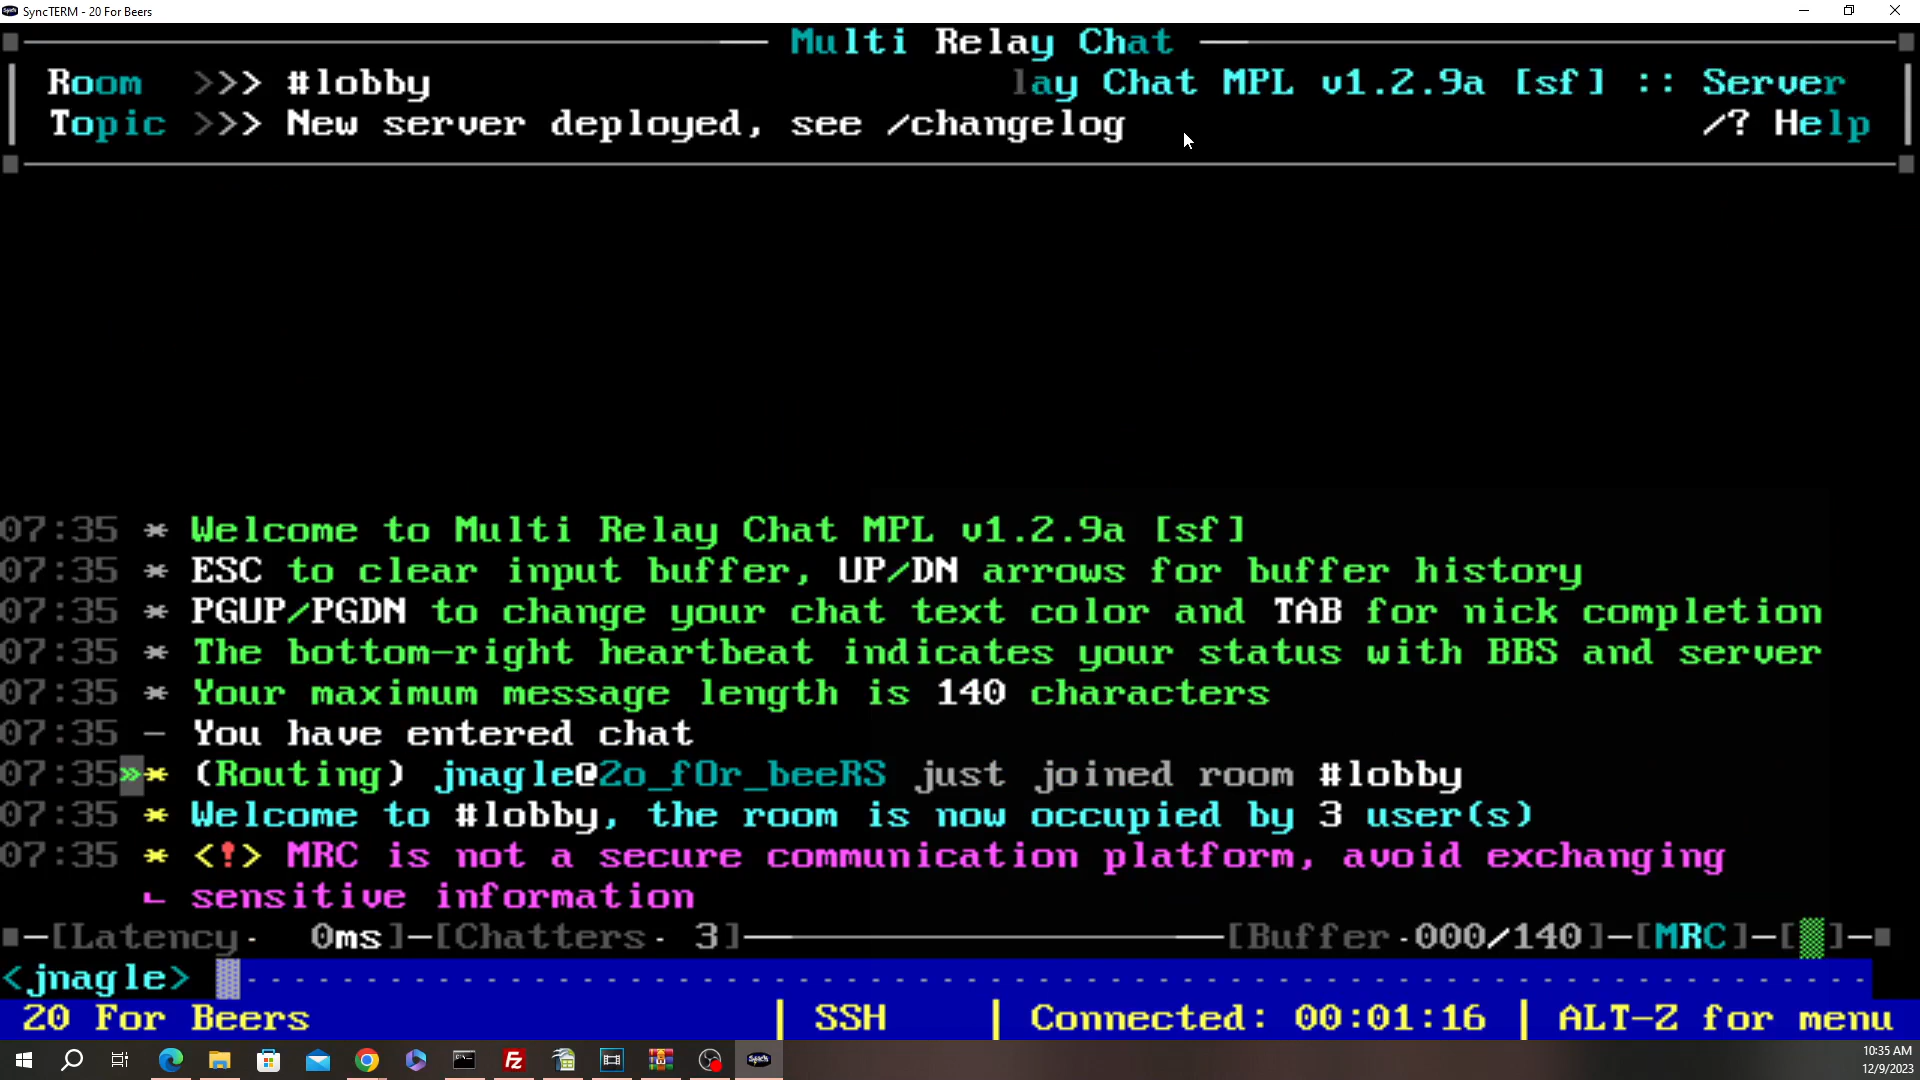 SyncTERM - 20 For Beers
Multi Relay Chat
Room >>> #lobby lay Chat MPL v1.2.9a [sf] :: Server
Topic >>> New server deployed, see /changelog /? Help
07:35 * Welcome to Multi Relay Chat MPL v1.2.9a [sf]
07:35 * ESC to clear input buffer, UP/DN arrows for buffer history
07:35 * PGUP/PGDN to change your chat text color and TAB for nick completion
07:35 * The bottom-right heartbeat indicates your status with BBS and server
07:35 * Your maximum message length is 140 characters
07:35 - You have entered chat
07:35»* (Routing) jnagle@2o_fOr_beeRS just joined room #lobby
07:35 * Welcome to #lobby, the room is now occupied by 3 user(s)
07:35 * <!> MRC is not a secure communication platform, avoid exchanging
sensitive information
[Latency· 0ms]-[Chatters· 3] [Buffer·000/140]-[MRC]-[▒]
<jnagle>
20 For Beers | SSH | Connected: 00:01:16 | ALT-Z for menu
10:35 AM
12/9/2023